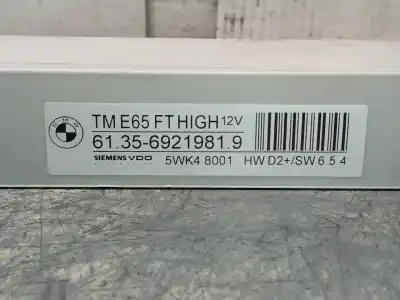 BMW
TM E65 FT HIGH 12V
61.35-6921981.9
SIEMENS VDO 5WK4 8001 HW D2+/SW 6.5 4